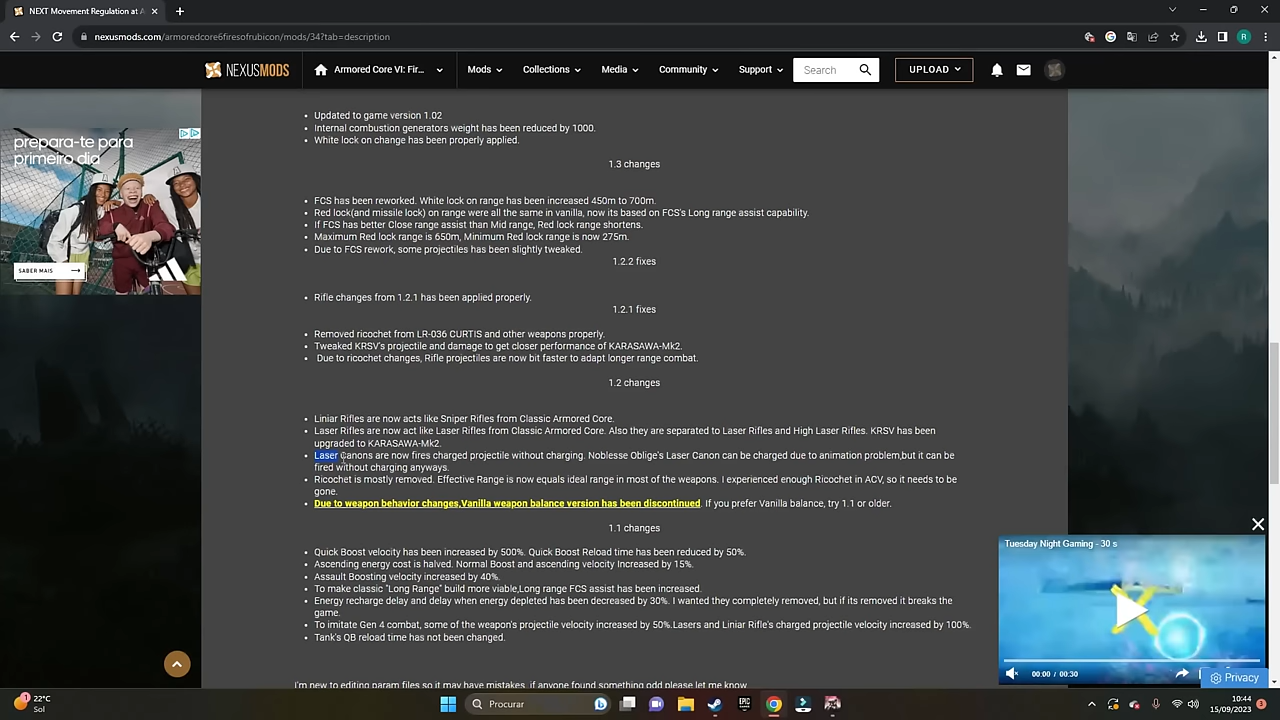 NEXT Movement Regulation at A
nexusmods.com/armoredcore6firesofrubicon/mods/34?tab=description
R
NEXUSMODS
Armored Core VI: Fir...
Mods
Collections
Media
Community
Support
Search
UPLOAD
Updated to game version 1.02
Internal combustion generators weight has been reduced by 1000.
White lock on change has been properly applied.
1.3 changes
FCS has been reworked. White lock on range has been increased 450m to 700m.
Red lock(and missile lock) on range were all the same in vanilla, now its based on FCS's Long range assist capability.
If FCS has better Close range assist than Mid range, Red lock range shortens.
Maximum Red lock range is 650m, Minimum Red lock range is now 275m.
Due to FCS rework, some projectiles has been slightly tweaked.
1.2.2 fixes
Rifle changes from 1.2.1 has been applied properly.
1.2.1 fixes
Removed ricochet from LR-036 CURTIS and other weapons properly.
Tweaked KRSV's projectile and damage to get closer performance of KARASAWA-Mk2.
Due to ricochet changes, Rifle projectiles are now bit faster to adapt longer range combat.
1.2 changes
Liniar Rifles are now acts like Sniper Rifles from Classic Armored Core.
Laser Rifles are now act like Laser Rifles from Classic Armored Core. Also they are separated to Laser Rifles and High Laser Rifles. KRSV has been
upgraded to KARASAWA-Mk2.
Laser Canons are now fires charged projectile without charging. Noblesse Oblige's Laser Canon can be charged due to animation problem,but it can be
fired without charging anyways.
Ricochet is mostly removed. Effective Range is now equals ideal range in most of the weapons. I experienced enough Ricochet in ACV, so it needs to be
gone.
Due to weapon behavior changes,Vanilla weapon balance version has been discontinued. If you prefer Vanilla balance, try 1.1 or older.
1.1 changes
Quick Boost velocity has been increased by 500%. Quick Boost Reload time has been reduced by 50%.
Ascending energy cost is halved. Normal Boost and ascending velocity Increased by 15%.
Assault Boosting velocity increased by 40%.
To make classic "Long Range" build more viable,Long range FCS assist has been increased.
Energy recharge delay and delay when energy depleted has been decreased by 30%. I wanted they completely removed, but if its removed it breaks the
game.
To imitate Gen 4 combat, some of the weapon's projectile velocity increased by 50%.Lasers and Liniar Rifle's charged projectile velocity increased by 100%.
Tank's QB reload time has not been changed.
I'm new to editing param files so it may have mistakes, if anyone found something odd please let me know
prepara-te para
primeiro dia
SABER MAIS
Tuesday Night Gaming - 30 s
00:00 / 00:30
Privacy
1
22°C
Sol
Procurar
EPIC
10:44
15/09/2023
3